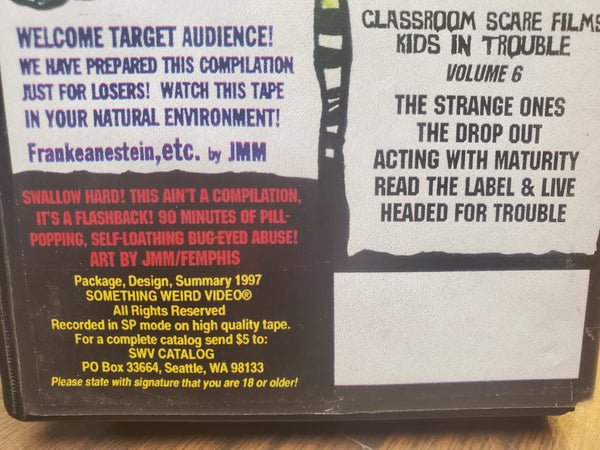 WELCOME TARGET AUDIENCE!
WE HAVE PREPARED THIS COMPILATION
JUST FOR LOSERS! WATCH THIS TAPE
IN YOUR NATURAL ENVIRONMENT!
Frankeanestein, etc. by JMM
SWALLOW HARD! THIS AIN'T A COMPILATION,
IT'S A FLASHBACK! 90 MINUTES OF PILL-
POPPING, SELF-LOATHING BUG-EYED ABUSE!
ART BY JMM/FEMPHIS
Package, Design, Summary 1997
SOMETHING WEIRD VIDEO®
All Rights Reserved
Recorded in SP mode on high quality tape.
For a complete catalog send $5 to:
SWV CATALOG
PO Box 33664, Seattle, WA 98133
Please state with signature that you are 18 or older!
CLASSROOM SCARE FILMS
KIDS IN TROUBLE
VOLUME 6
THE STRANGE ONES
THE DROP OUT
ACTING WITH MATURITY
READ THE LABEL & LIVE
HEADED FOR TROUBLE